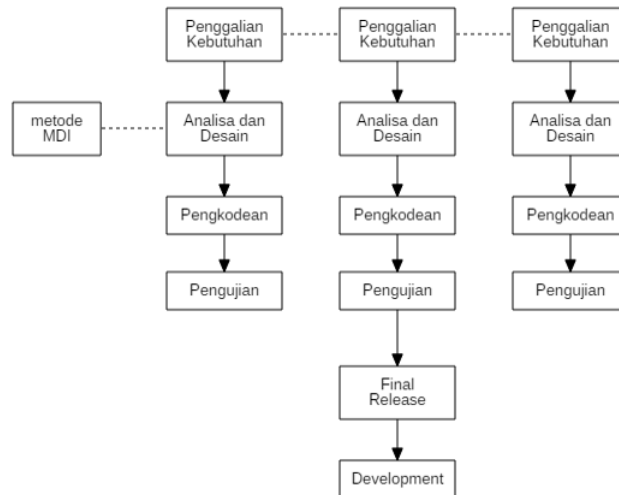 Penggalian
Kebutuhan
Penggalian
Kebutuhan
Penggalian
Kebutuhan
metode
MDI
Analisa dan
Desain
Analisa dan
Desain
Analisa dan
Desain
Pengkodean
Pengkodean
Pengkodean
Pengujian
Pengujian
Pengujian
Final
Release
Development